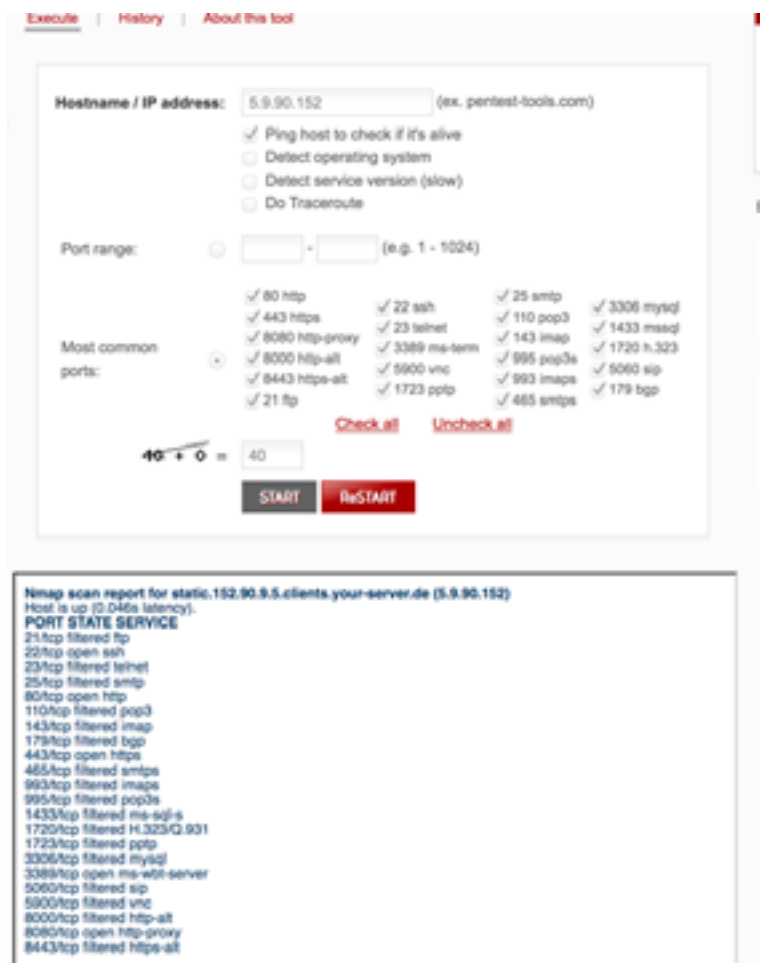 Execute | History | About this tool
Hostname / IP address: 5.9.90.152 (ex. pentest-tools.com)
Ping host to check if it's alive
Detect operating system
Detect service version (slow)
Do Traceroute
Port range: - (e.g. 1 - 1024)
Most common ports:
80 http
443 https
8080 http-proxy
8000 http-alt
8443 https-alt
21 ftp
22 ssh
23 telnet
3389 ms-term
5900 vnc
1723 pptp
25 smtp
110 pop3
143 imap
995 pop3s
993 imaps
465 smtps
3306 mysql
1433 mssql
1720 h.323
5060 sip
179 bgp
Check all Uncheck all
40 + 0 = 40
START ReSTART
Nmap scan report for static.152.90.9.5.clients.your-server.de (5.9.90.152)
Host is up (0.046s latency).
PORT STATE SERVICE
21/tcp filtered ftp
22/tcp open ssh
23/tcp filtered telnet
25/tcp filtered smtp
80/tcp open http
110/tcp filtered pop3
143/tcp filtered imap
179/tcp filtered bgp
443/tcp open https
465/tcp filtered smtps
993/tcp filtered imaps
995/tcp filtered pop3s
1433/tcp filtered ms-sql-s
1720/tcp filtered H.323/Q.931
1723/tcp filtered pptp
3306/tcp filtered mysql
3389/tcp open ms-wbt-server
5060/tcp filtered sip
5900/tcp filtered vnc
8000/tcp filtered http-alt
8080/tcp open http-proxy
8443/tcp filtered https-alt